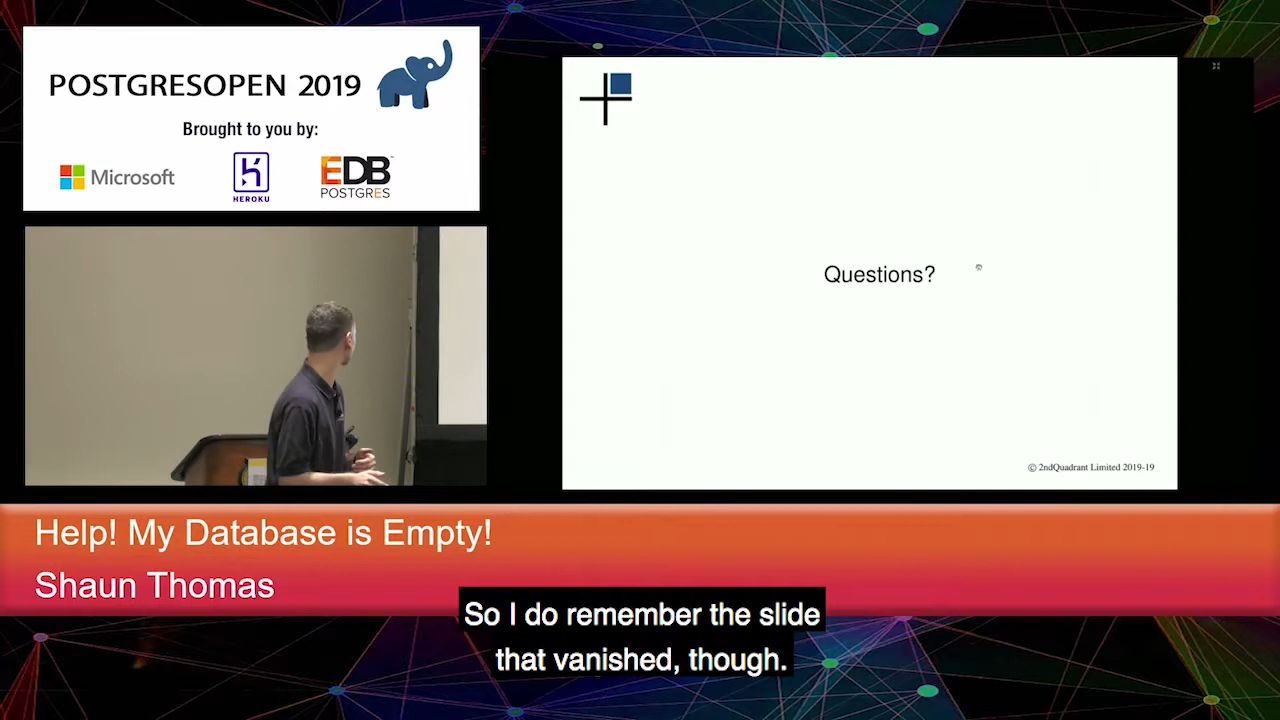 POSTGRESOPEN 2019
Brought to you by:
Microsoft
HEROKU
EDB
POSTGRES
Questions?
© 2ndQuadrant Limited 2019-19
Help! My Database is Empty!
Shaun Thomas
So I do remember the slide
that vanished, though.